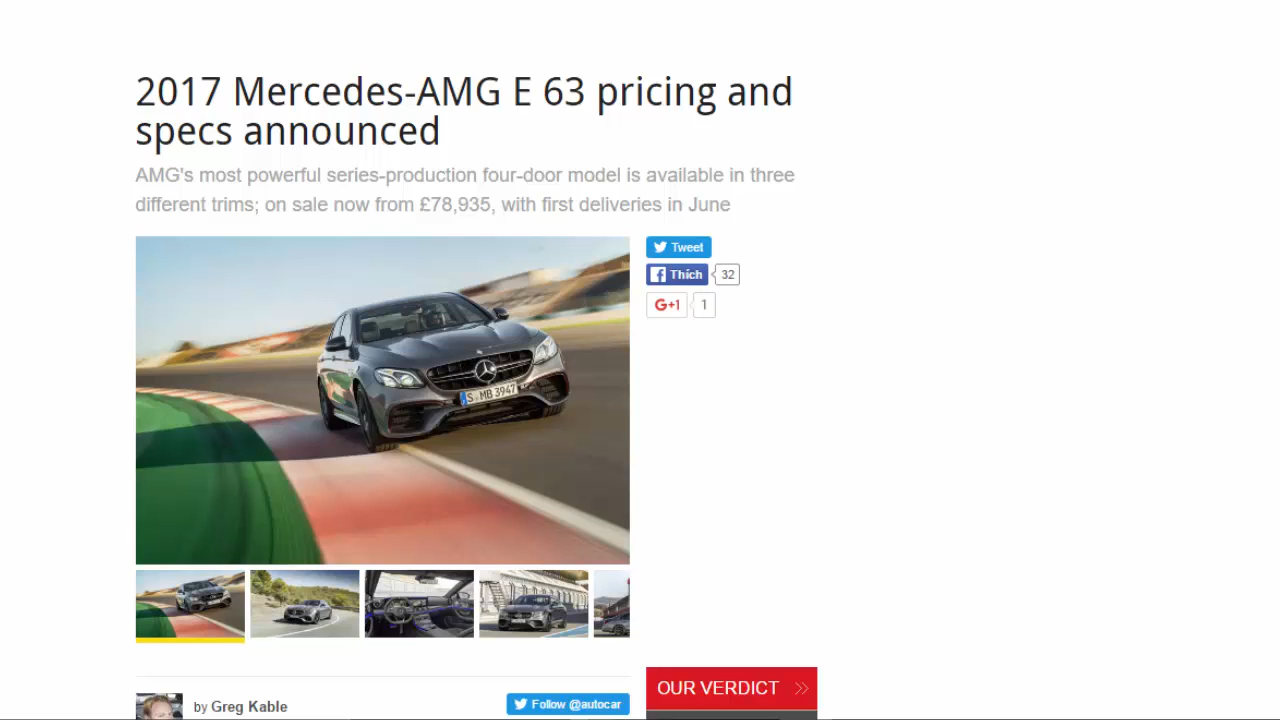 2017 Mercedes-AMG E 63 pricing and
specs announced
AMG's most powerful series-production four-door model is available in three
different trims; on sale now from £78,935, with first deliveries in June
Tweet
Thích 32
G+1 1
S MB 3947
OUR VERDICT
by Greg Kable
Follow @autocar